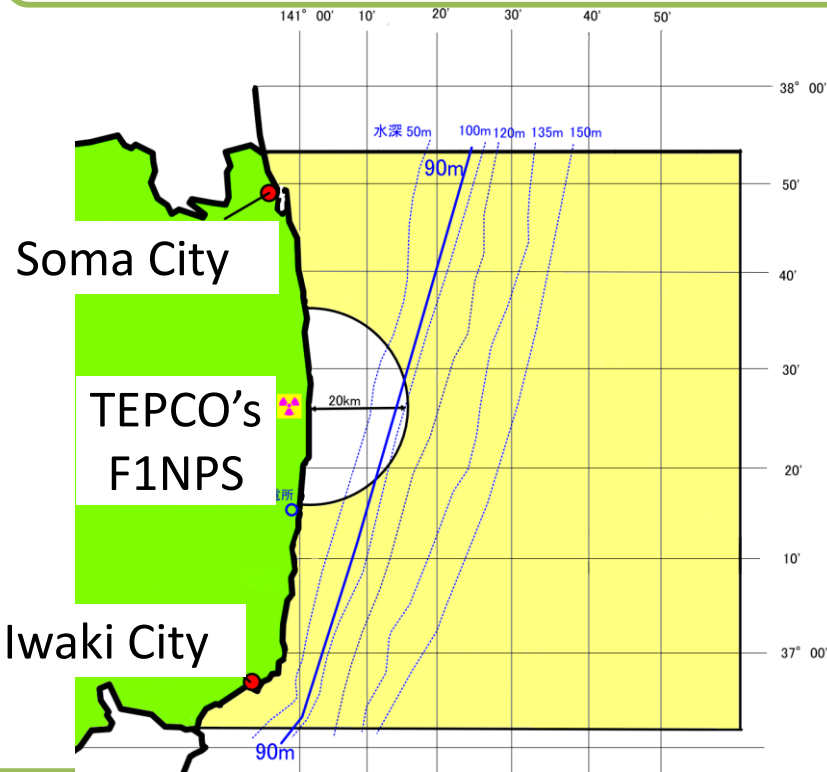 141° 00' 10' 20' 30' 40' 50'
38° 00'
水深 50m 100m 120m 135m 150m
90m
50'
Soma City
40'
30'
TEPCO's
F1NPS
20km
20'
所
10'
Iwaki City
37° 00'
90m